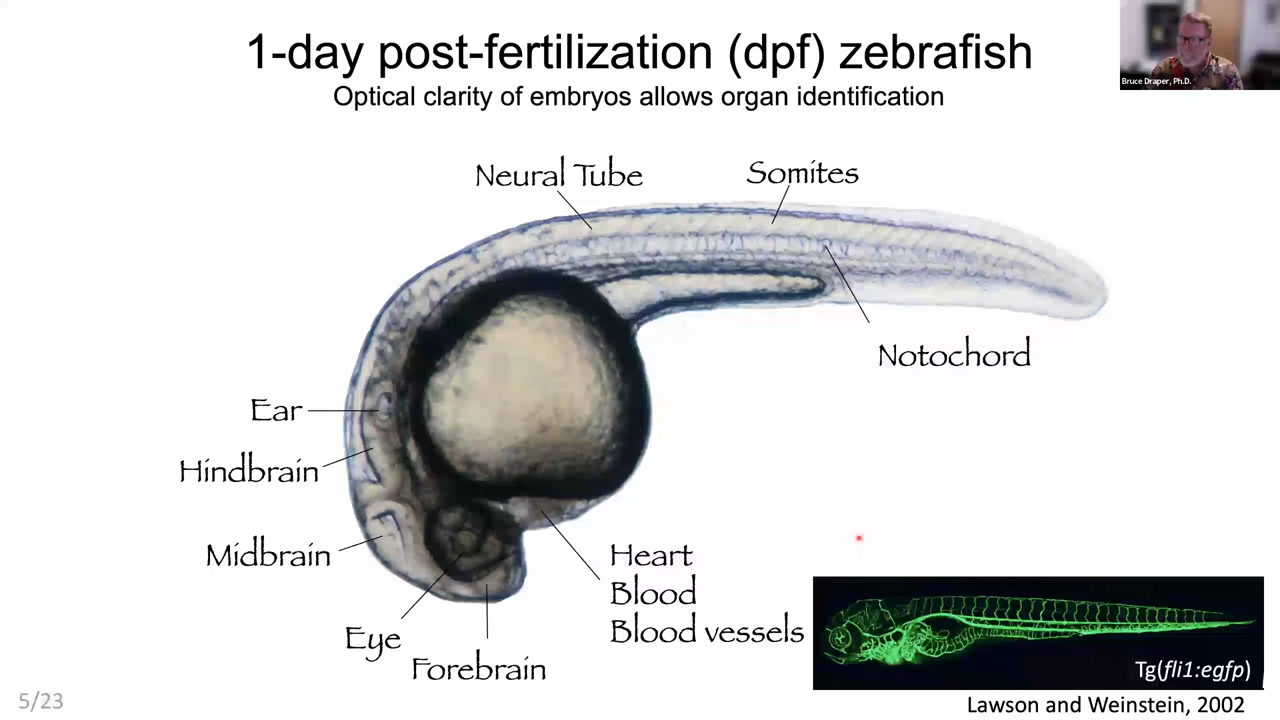 1-day post-fertilization (dpf) zebrafish
Optical clarity of embryos allows organ identification
Bruce Draper, Ph.D.
Neural Tube
Somites
Notochord
Ear
Hindbrain
Midbrain
Eye
Forebrain
Heart
Blood
Blood vessels
Tg(fli1:egfp)
Lawson and Weinstein, 2002
5/23